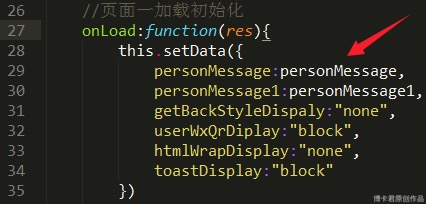 26 //页面一加载初始化
27 onLoad:function(res){
28 this.setData({
29 personMessage:personMessage,
30 personMessage1:personMessage1,
31 getBackStyleDispaly:"none",
32 userWxQrDiplay:"block",
33 htmlWrapDisplay:"none",
34 toastDisplay:"block"
35 })
博卡君原创作品